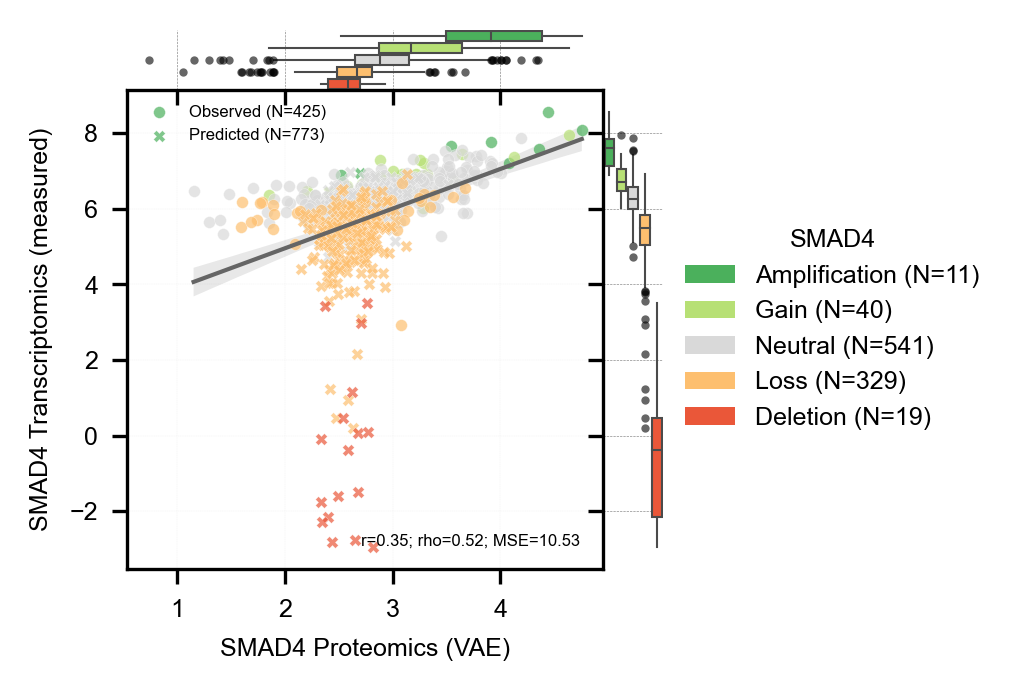 Observed (N=425)
Predicted (N=773)
8
6
4
2
0
−2
SMAD4 Transcriptomics (measured)
r=0.35; rho=0.52; MSE=10.53
1
2
3
4
SMAD4 Proteomics (VAE)
SMAD4
Amplification (N=11)
Gain (N=40)
Neutral (N=541)
Loss (N=329)
Deletion (N=19)